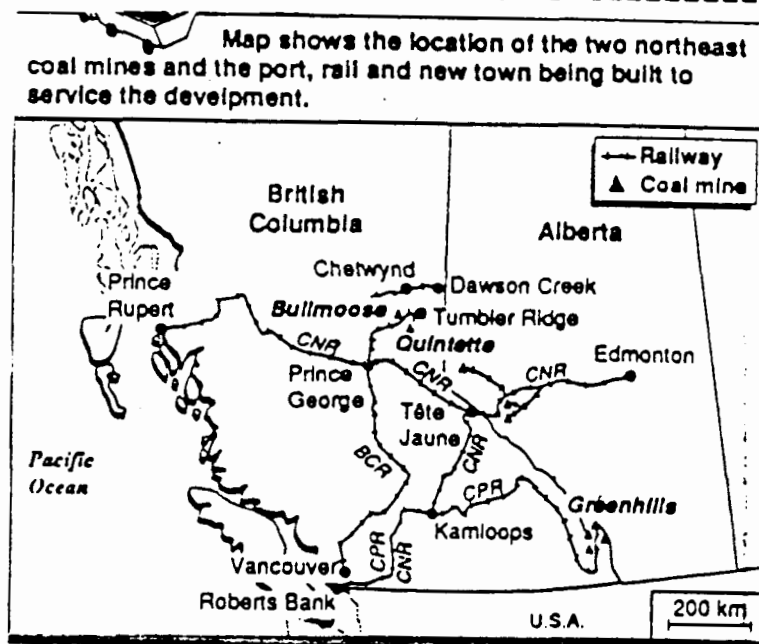 Map shows the location of the two northeast
coal mines and the port, rail and new town being built to
service the develpment.
Railway
Coal mine
British
Columbia
Alberta
Chetwynd
Dawson Creek
Prince
Rupert
Bullmoose
Tumbler Ridge
Quintette
CNR
Prince
George
CNR
CNR
Edmonton
Tête
Jaune
CNR
BCR
CPR
Pacific
Ocean
Greenhills
Kamloops
CPR
CNR
Vancouver
Roberts Bank
U.S.A.
200 km